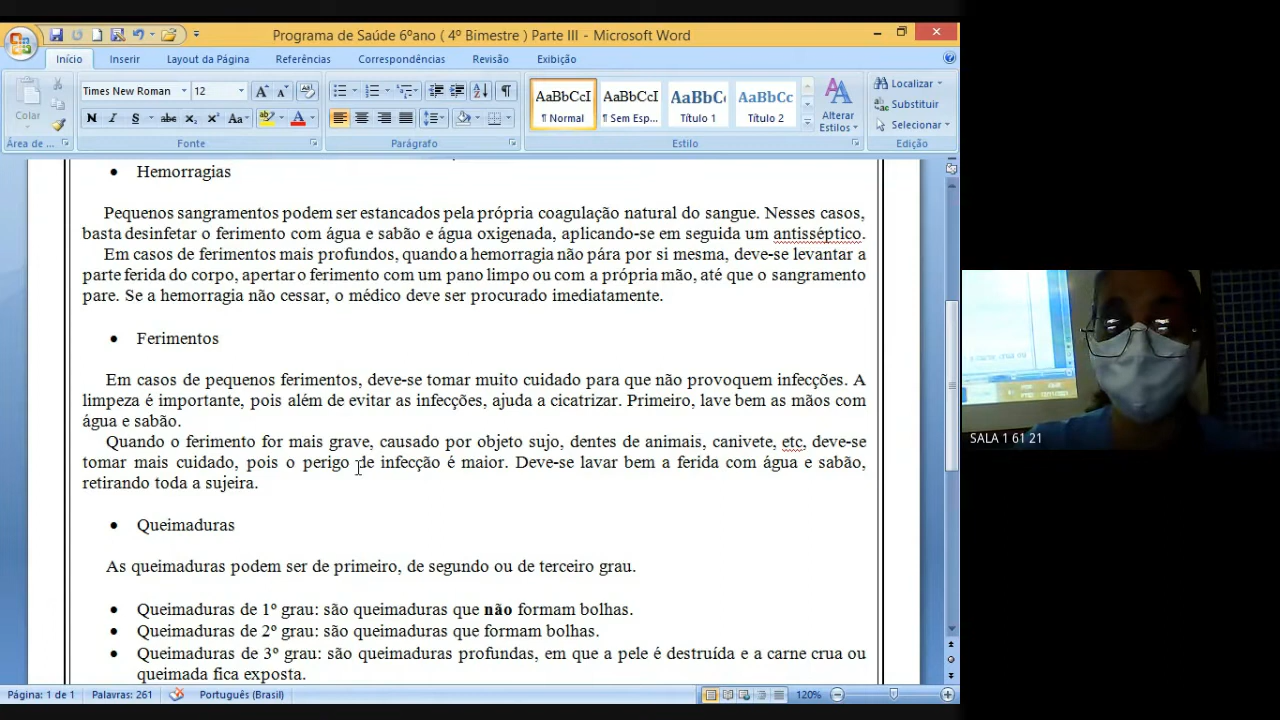 Programa de Saúde 6ºano ( 4º Bimestre ) Parte III - Microsoft Word
Início Inserir Layout da Página Referências Correspondências Revisão Exibição
Times New Roman 12
Localizar
Substituir
Selecionar
Colar
N I S abe X₂ X² Aa
AaBbCcI AaBbCcI AaBbC AaBbCc
¶ Normal ¶ Sem Esp... Título 1 Título 2
Alterar Estilos
Área de ... Fonte Parágrafo Estilo Edição
• Hemorragias
Pequenos sangramentos podem ser estancados pela própria coagulação natural do sangue. Nesses casos,
basta desinfetar o ferimento com água e sabão e água oxigenada, aplicando-se em seguida um antisséptico.
Em casos de ferimentos mais profundos, quando a hemorragia não pára por si mesma, deve-se levantar a
parte ferida do corpo, apertar o ferimento com um pano limpo ou com a própria mão, até que o sangramento
pare. Se a hemorragia não cessar, o médico deve ser procurado imediatamente.
• Ferimentos
Em casos de pequenos ferimentos, deve-se tomar muito cuidado para que não provoquem infecções. A
limpeza é importante, pois além de evitar as infecções, ajuda a cicatrizar. Primeiro, lave bem as mãos com
água e sabão.
Quando o ferimento for mais grave, causado por objeto sujo, dentes de animais, canivete, etc, deve-se
tomar mais cuidado, pois o perigo de infecção é maior. Deve-se lavar bem a ferida com água e sabão,
retirando toda a sujeira.
• Queimaduras
As queimaduras podem ser de primeiro, de segundo ou de terceiro grau.
• Queimaduras de 1º grau: são queimaduras que não formam bolhas.
• Queimaduras de 2º grau: são queimaduras que formam bolhas.
• Queimaduras de 3º grau: são queimaduras profundas, em que a pele é destruída e a carne crua ou
queimada fica exposta.
Página: 1 de 1 Palavras: 261 Português (Brasil) 120%
SALA 1 61 21